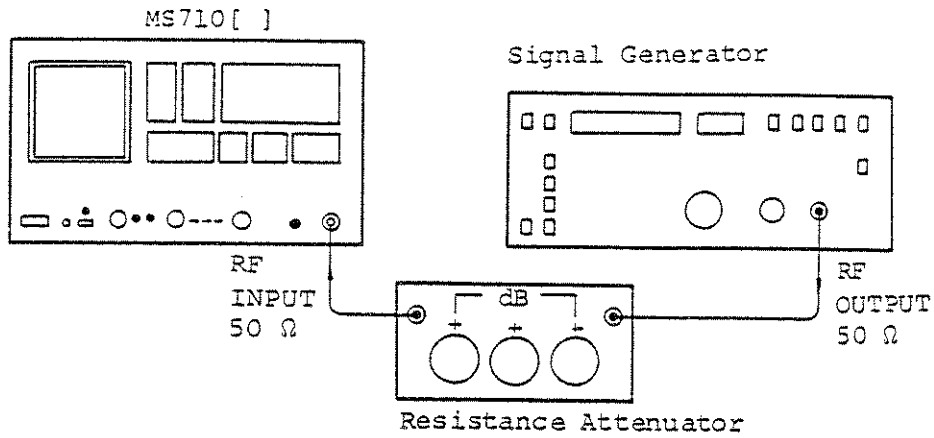 MS710[ ]
Signal Generator
RF
INPUT
50 Ω
dB
RF
OUTPUT
50 Ω
Resistance Attenuator